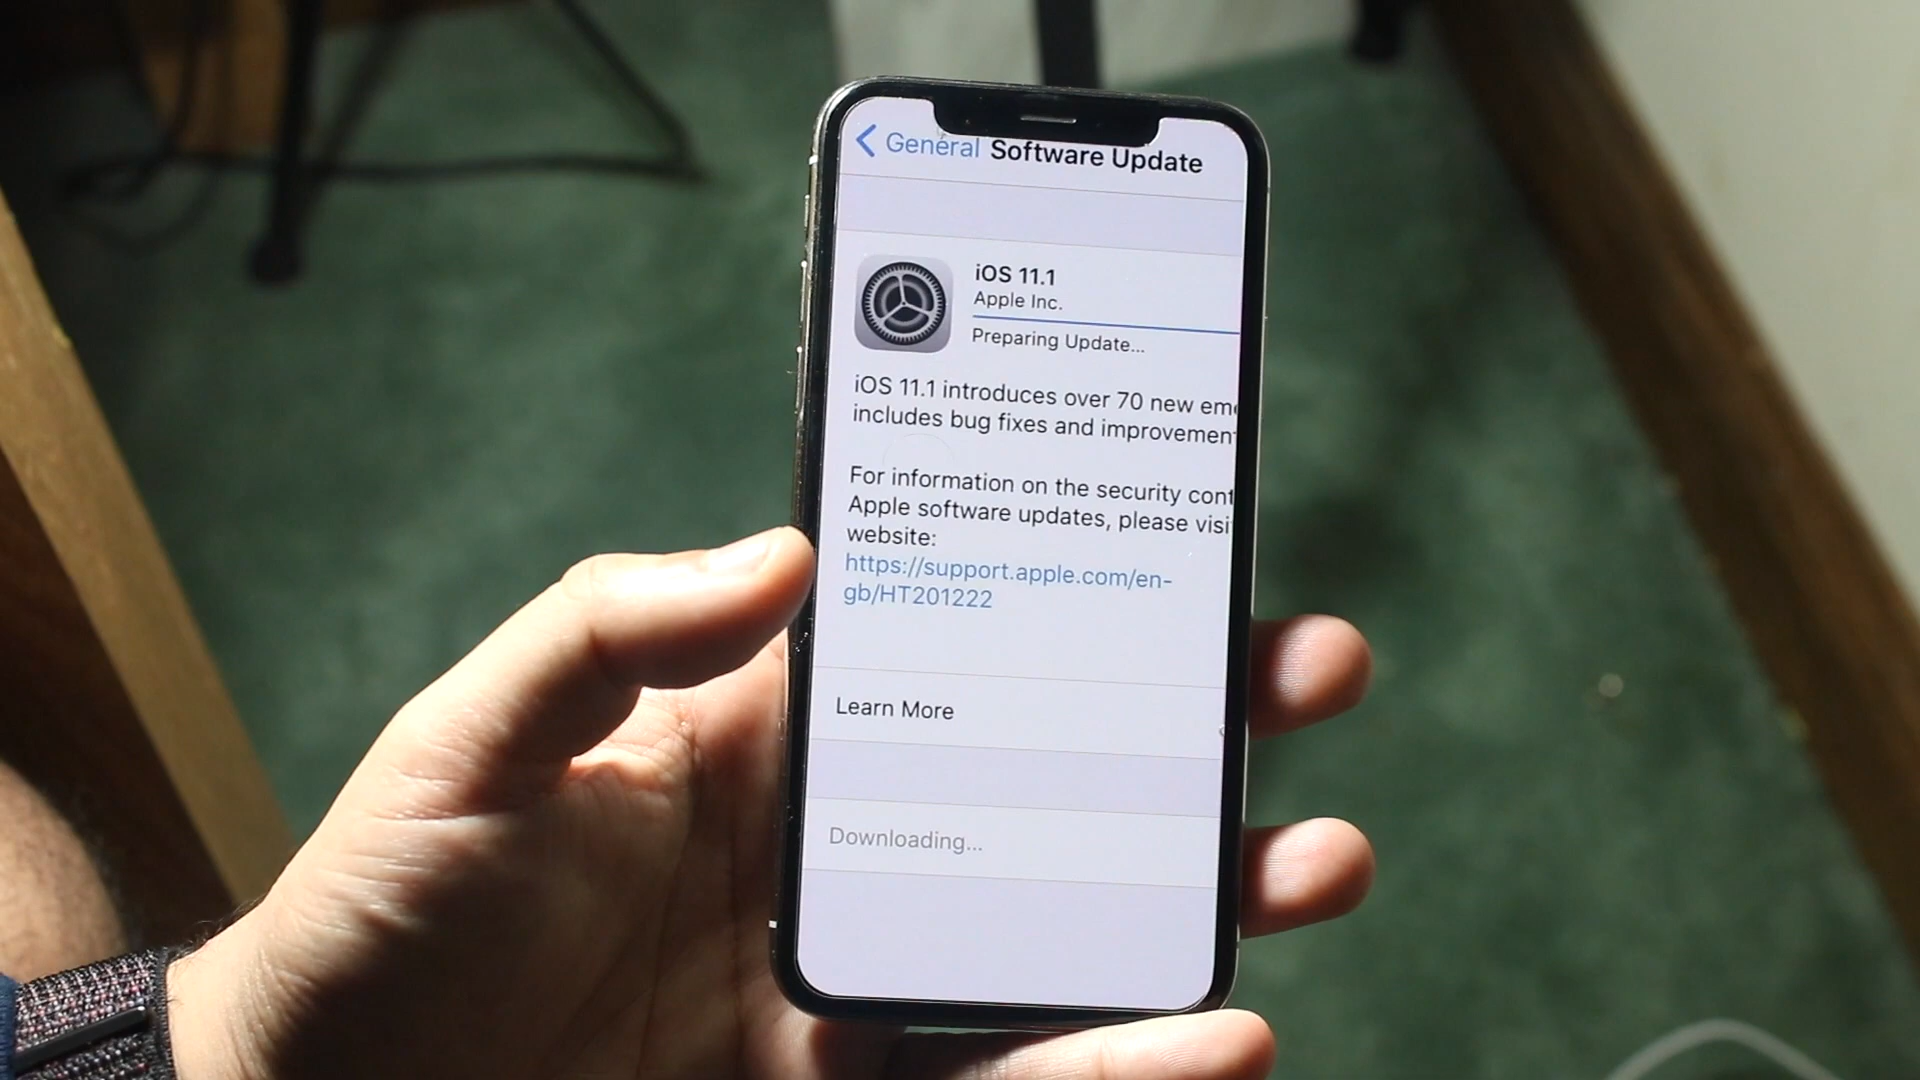 General Software Update
iOS 11.1
Apple Inc.
Preparing Update...
iOS 11.1 introduces over 70 new em
includes bug fixes and improvemen
For information on the security cont
Apple software updates, please visi
website:
https://support.apple.com/en-
gb/HT201222
Learn More
Downloading...